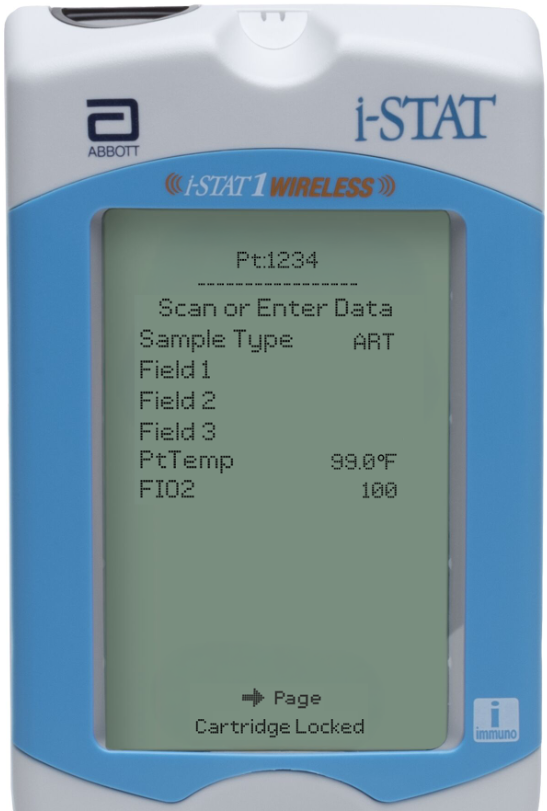 ABBOTT
i-STAT
i-STAT 1 WIRELESS
Pt:1234
-----------------
Scan or Enter Data
Sample Type ART
Field 1
Field 2
Field 3
PtTemp 99.0°F
FIO2 100
➡ Page
Cartridge Locked
i
immuno